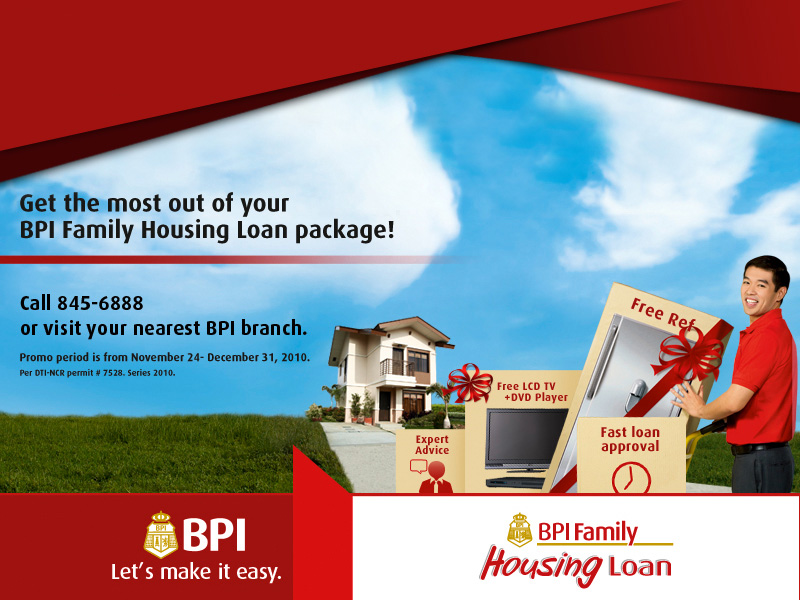 Get the most out of your
BPI Family Housing Loan package!
Call 845-6888
or visit your nearest BPI branch.
Promo period is from November 24- December 31, 2010.
Per DTI-NCR permit # 7528. Series 2010.
Free Ref
Free LCD TV
+DVD Player
Expert
Advice
Fast loan
approval
BPI
BPI
Let's make it easy.
BPI Family
Housing Loan